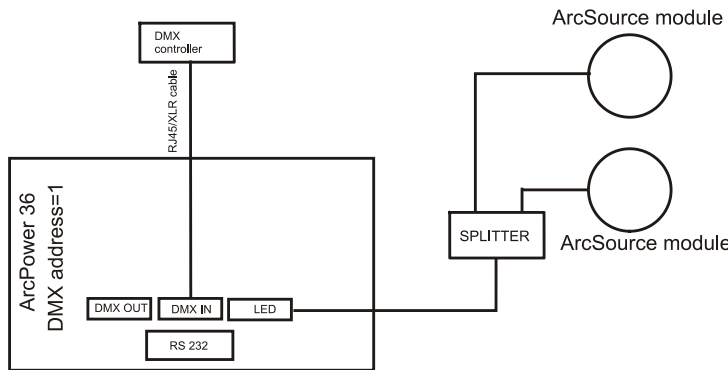 ArcSource module
DMX
controller
RJ45/XLR cable
ArcPower 36
DMX address=1
SPLITTER
ArcSource module
DMX OUT
DMX IN
LED
RS 232